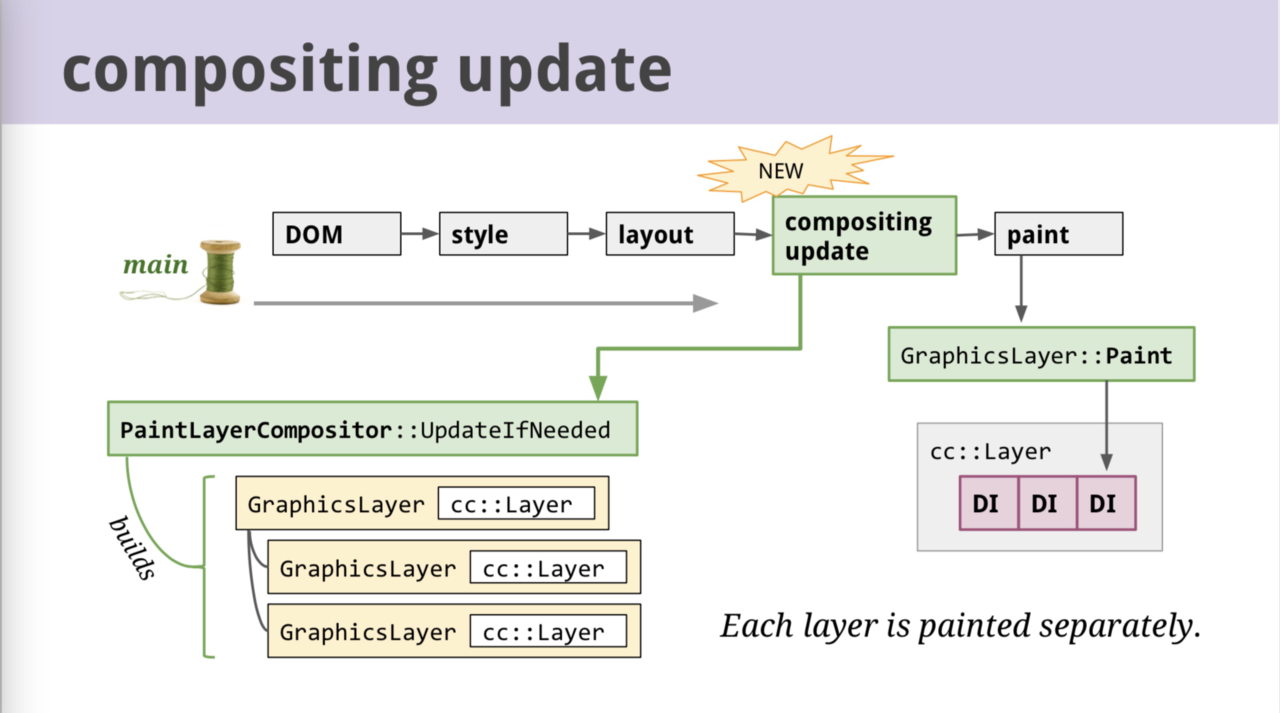 compositing update
NEW
DOM
style
layout
compositing
update
paint
main
GraphicsLayer::Paint
PaintLayerCompositor::UpdateIfNeeded
cc::Layer
DI DI DI
builds
GraphicsLayer cc::Layer
GraphicsLayer cc::Layer
GraphicsLayer cc::Layer
Each layer is painted separately.